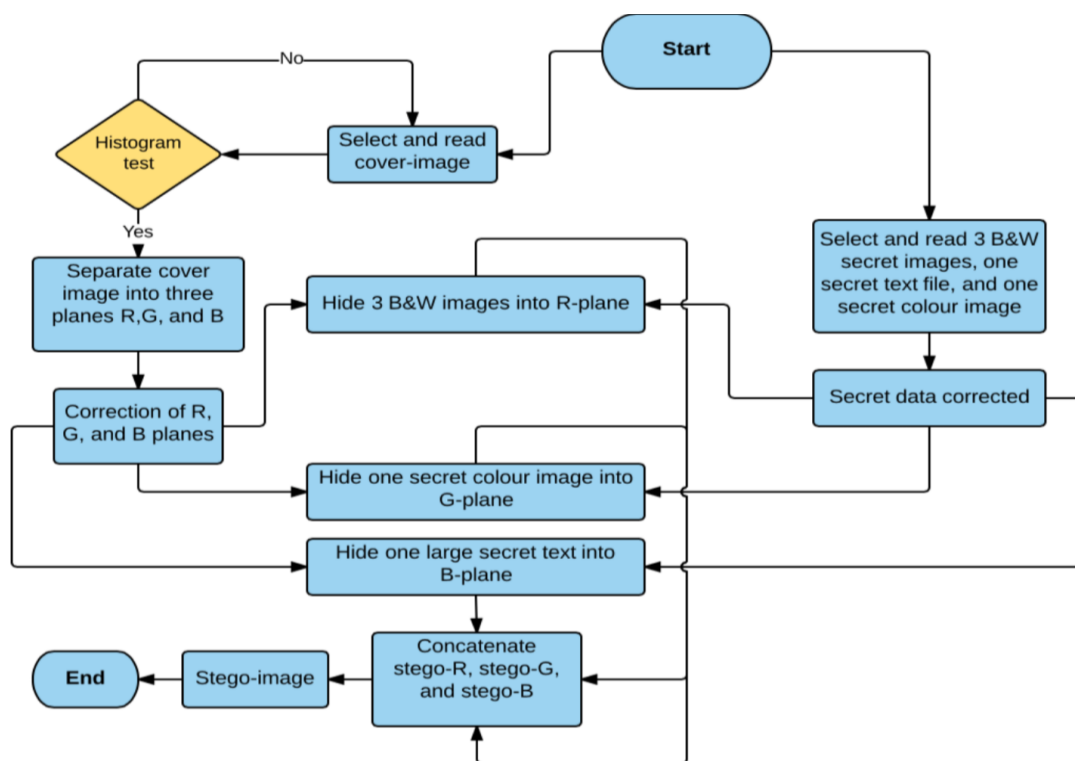 Start
No
Histogram
test
Select and read
cover-image
Yes
Select and read 3 B&W
secret images, one
secret text file, and one
secret colour image
Separate cover
image into three
planes R,G, and B
Hide 3 B&W images into R-plane
Secret data corrected
Correction of R,
G, and B planes
Hide one secret colour image into
G-plane
Hide one large secret text into
B-plane
Concatenate
stego-R, stego-G,
and stego-B
Stego-image
End